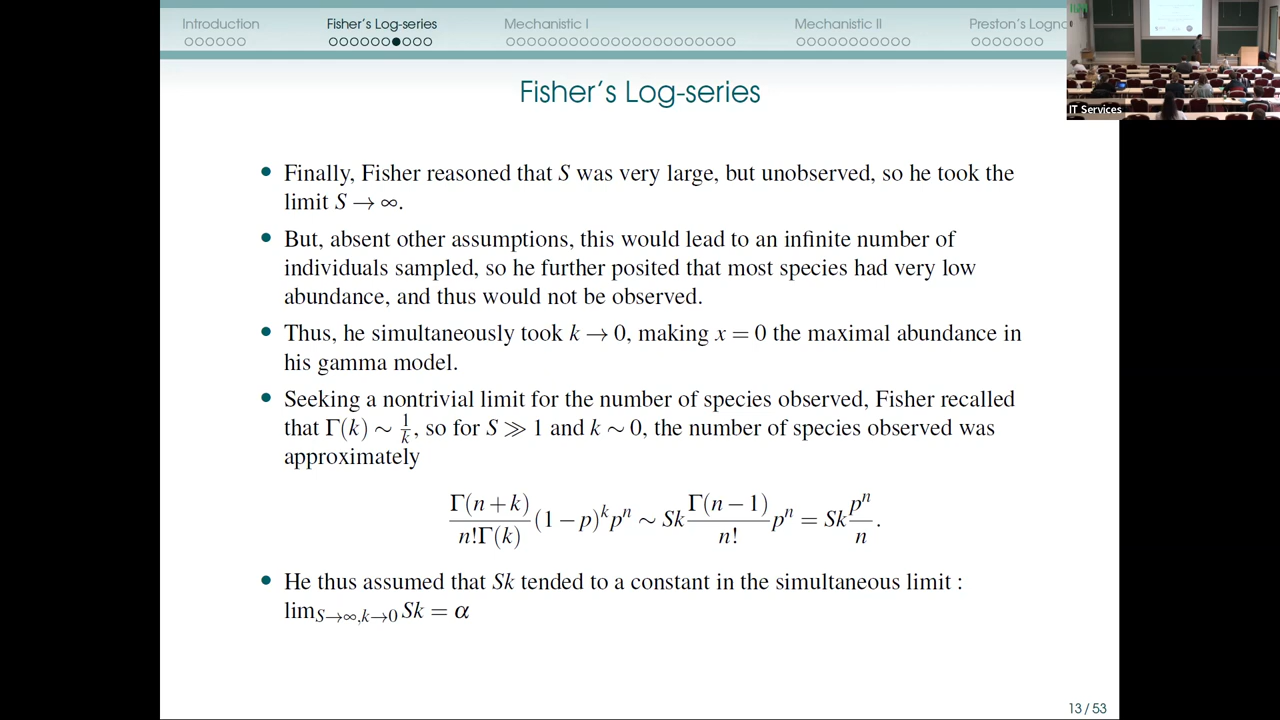 Introduction
Fisher's Log-series
Mechanistic I
Mechanistic II
Preston's Logno
IT Services
Fisher's Log-series
• Finally, Fisher reasoned that S was very large, but unobserved, so he took the
limit S → ∞.
• But, absent other assumptions, this would lead to an infinite number of
individuals sampled, so he further posited that most species had very low
abundance, and thus would not be observed.
• Thus, he simultaneously took k → 0, making x = 0 the maximal abundance in
his gamma model.
• Seeking a nontrivial limit for the number of species observed, Fisher recalled
that Γ(k) ∼ 1/k, so for S ≫ 1 and k ∼ 0, the number of species observed was
approximately
Γ(n+k)/n!Γ(k) (1−p)^k p^n ∼ Sk Γ(n−1)/n! p^n = Sk p^n/n.
• He thus assumed that Sk tended to a constant in the simultaneous limit :
lim_{S→∞,k→0} Sk = α
13 / 53